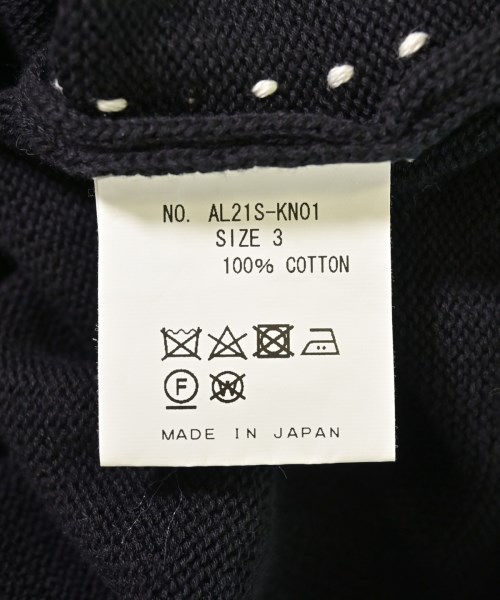 NO. AL21S-KN01
SIZE 3
100% COTTON
F W
MADE IN JAPAN